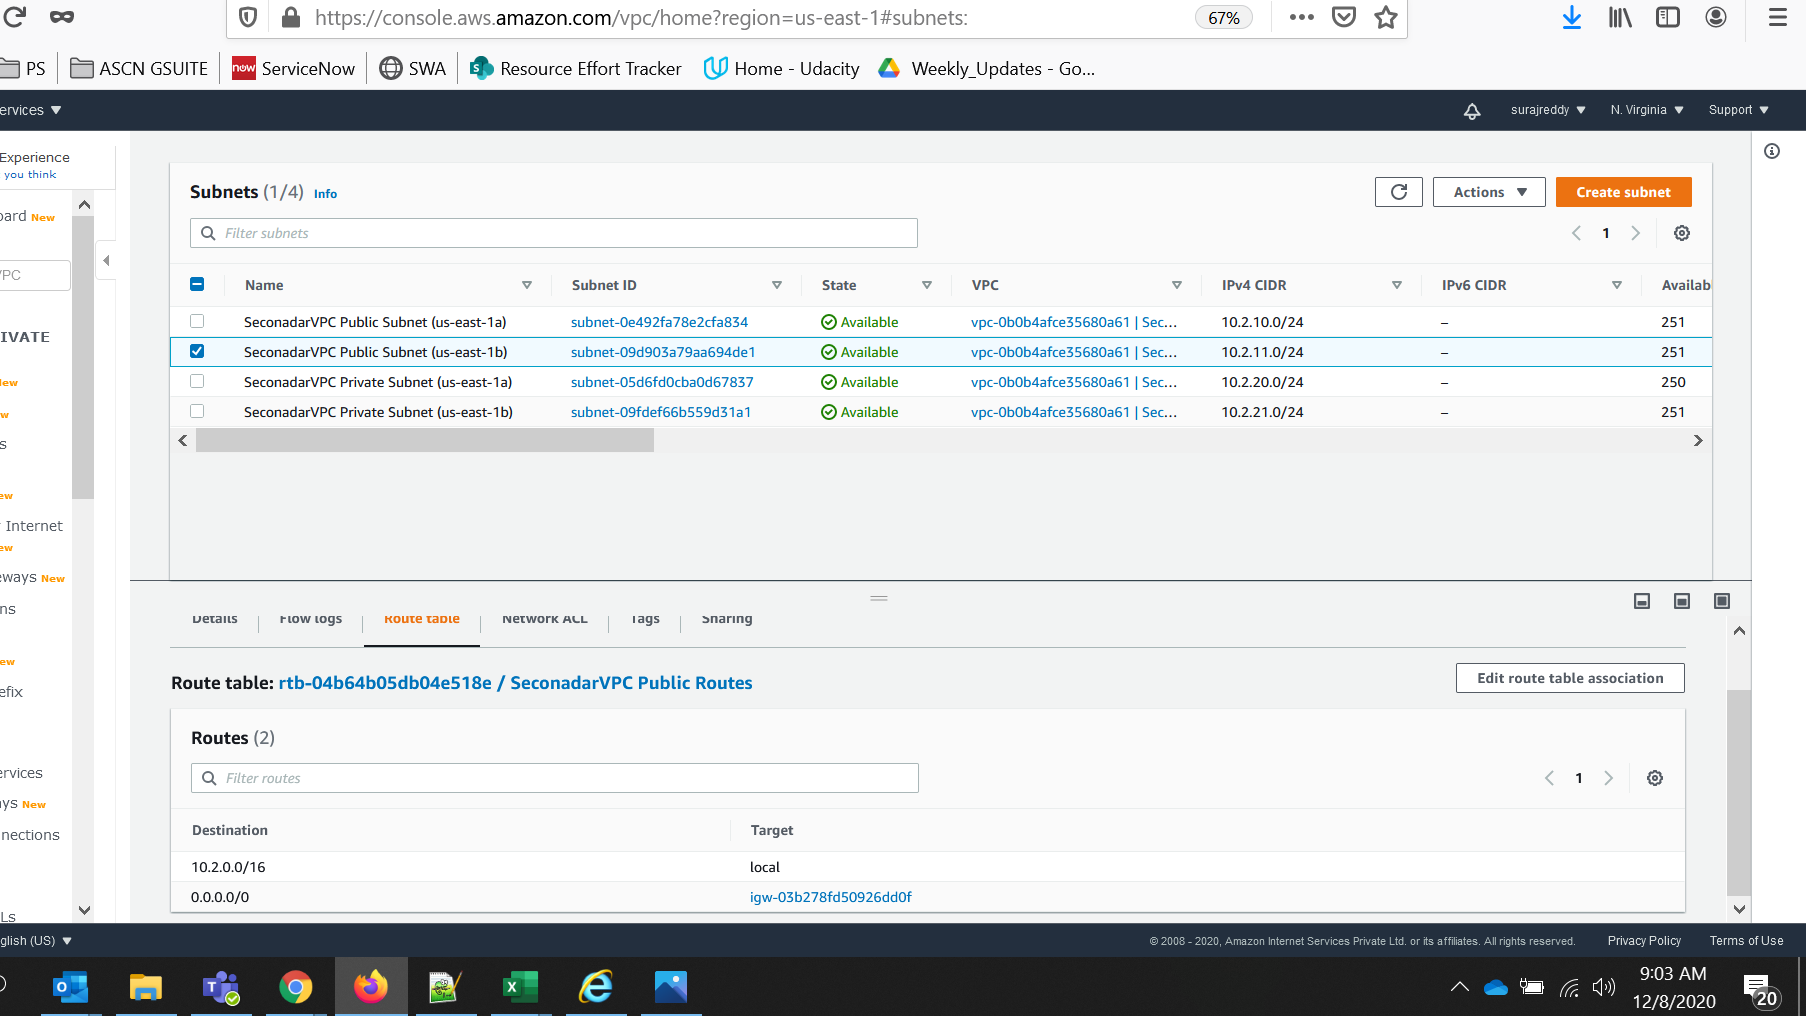 https://console.aws.amazon.com/vpc/home?region=us-east-1#subnets:
67%
PS
ASCN GSUITE
now
ServiceNow
SWA
Resource Effort Tracker
Home - Udacity
Weekly_Updates - Go...
ervices
surajreddy
N. Virginia
Support
Experience
you think
oard New
VPC
IVATE
ew
w
s
ew
Internet
ew
eways New
ns
ew
efix
ervices
ays New
nections
Ls
Subnets (1/4) Info
Actions
Create subnet
Filter subnets
1
Name Subnet ID State VPC IPv4 CIDR IPv6 CIDR Availab
SeconadarVPC Public Subnet (us-east-1a) subnet-0e492fa78e2cfa834 Available vpc-0b0b4afce35680a61 | Sec... 10.2.10.0/24 – 251
SeconadarVPC Public Subnet (us-east-1b) subnet-09d903a79aa694de1 Available vpc-0b0b4afce35680a61 | Sec... 10.2.11.0/24 – 251
SeconadarVPC Private Subnet (us-east-1a) subnet-05d6fd0cba0d67837 Available vpc-0b0b4afce35680a61 | Sec... 10.2.20.0/24 – 250
SeconadarVPC Private Subnet (us-east-1b) subnet-09fdef66b559d31a1 Available vpc-0b0b4afce35680a61 | Sec... 10.2.21.0/24 – 251
Details Flow logs Route table Network ACL Tags Sharing
Route table: rtb-04b64b05db04e518e / SeconadarVPC Public Routes
Edit route table association
Routes (2)
Filter routes
1
Destination Target
10.2.0.0/16 local
0.0.0.0/0 igw-03b278fd50926dd0f
glish (US)
© 2008 - 2020, Amazon Internet Services Private Ltd. or its affiliates. All rights reserved.
Privacy Policy
Terms of Use
9:03 AM
12/8/2020
20